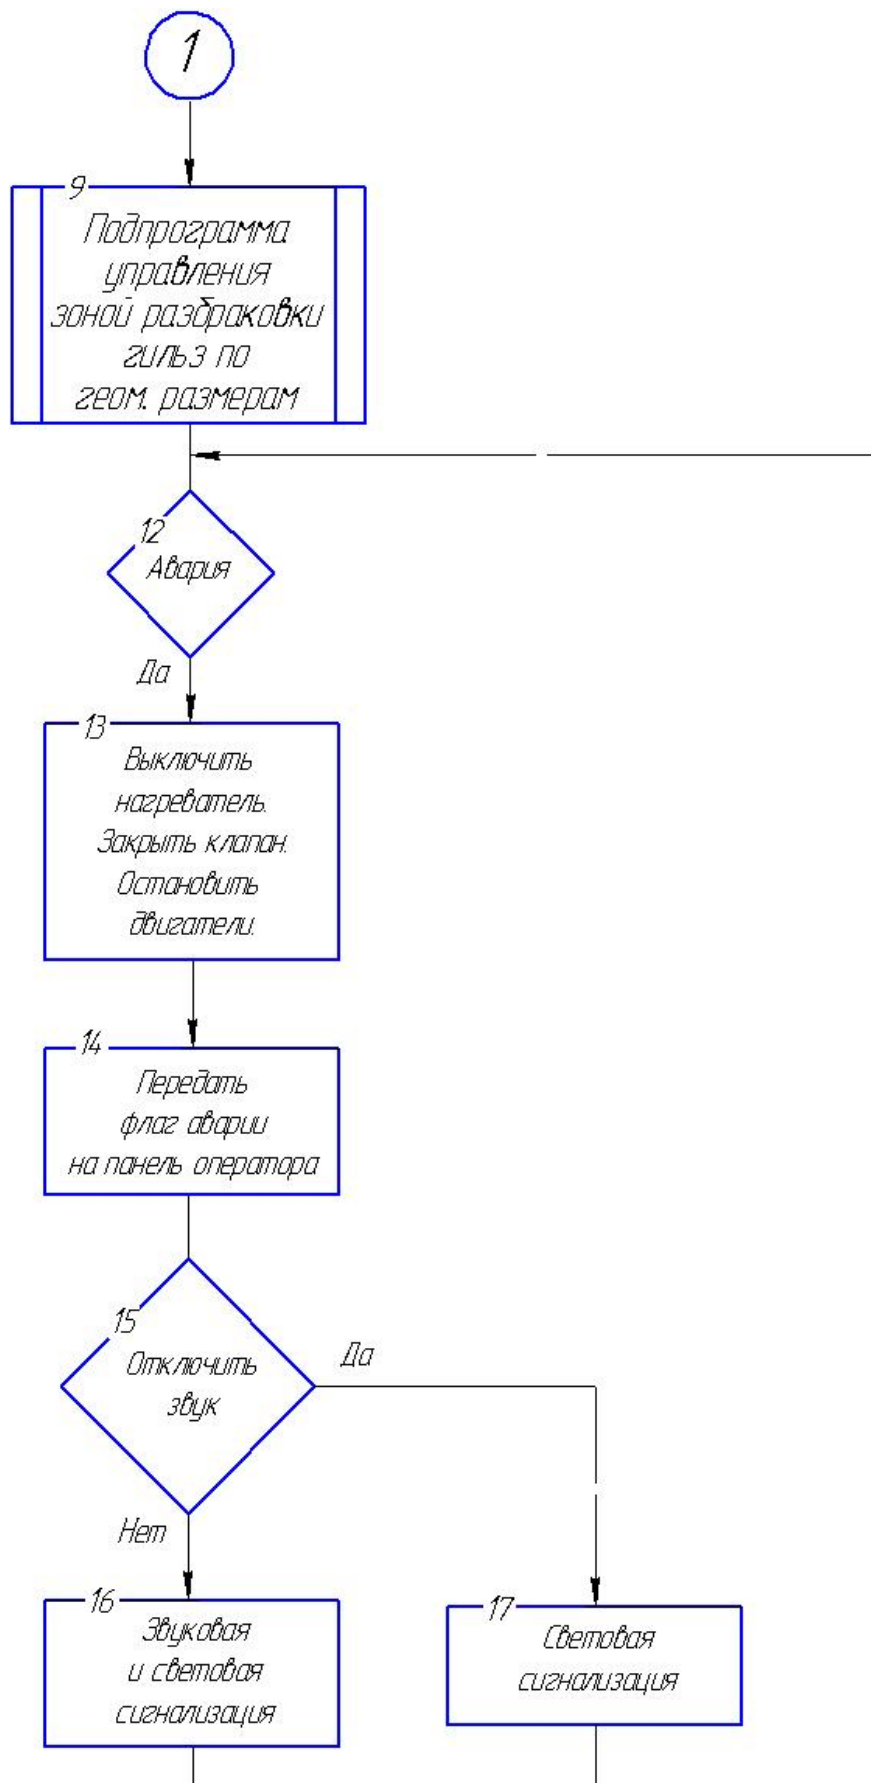 1
9
Подпрограмма
управления
зоной разбраковки
гильз по
геом. размерам
12
Авария
Да
13
Выключить
нагреватель.
Закрыть клапан.
Остановить
двигатели.
14
Передать
флаг аварии
на панель оператора
15
Отключить
звук
Да
Нет
16
Звуковая
и световая
сигнализация
17
Световая
сигнализация